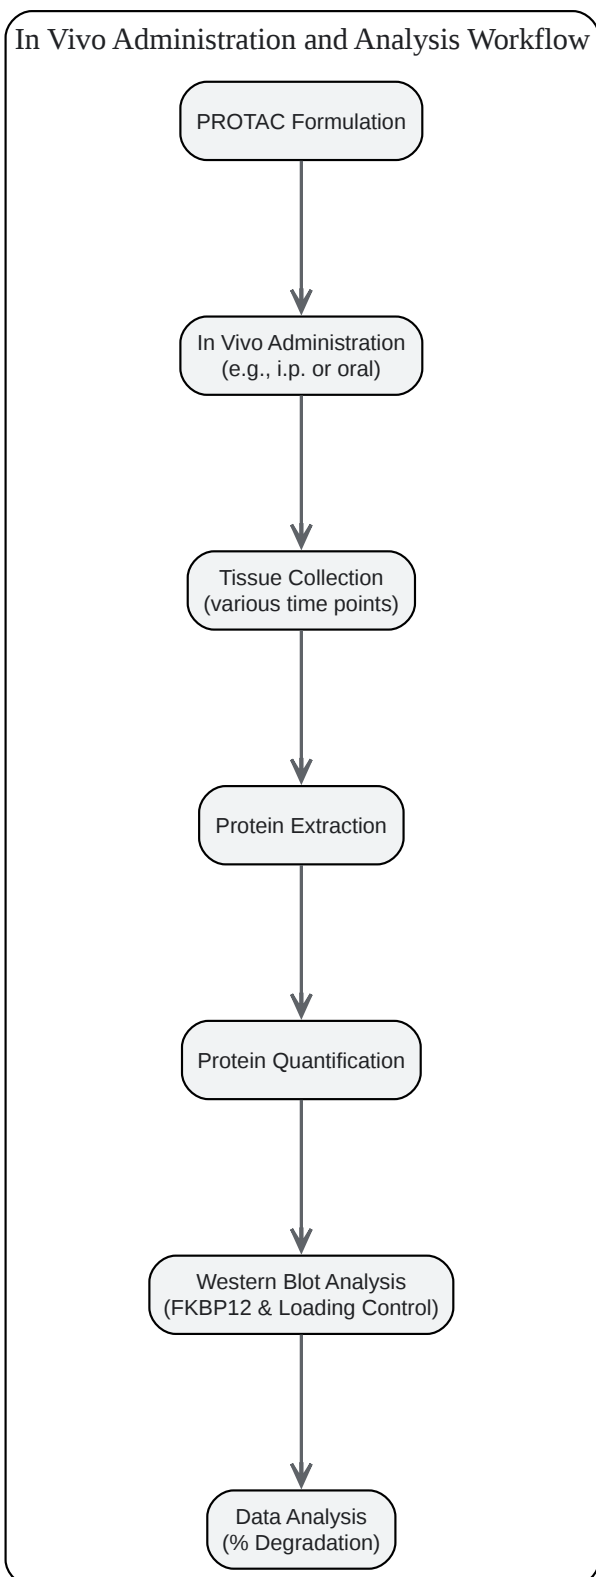 In Vivo Administration and Analysis Workflow
PROTAC Formulation
In Vivo Administration
(e.g., i.p. or oral)
Tissue Collection
(various time points)
Protein Extraction
Protein Quantification
Western Blot Analysis
(FKBP12 & Loading Control)
Data Analysis
(% Degradation)